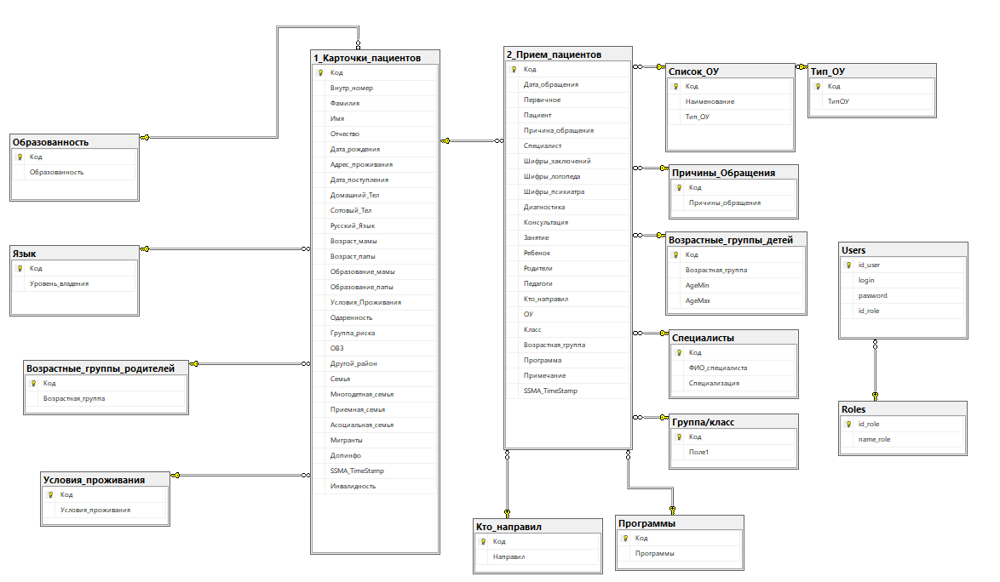 Образованность
Код
Образованность
Язык
Код
Уровень_владения
Возрастные_группы_родителей
Код
Возрастная_группа
Условия_проживания
Код
Условия_проживания
1_Карточки_пациентов
Код
Внутр_номер
Фамилия
Имя
Отчество
Дата_рождения
Адрес_проживания
Дата_поступления
Домашний_Тел
Сотовый_Тел
Русский_Язык
Возраст_мамы
Возраст_папы
Образование_мамы
Образование_папы
Условия_Проживания
Одаренность
Группа_риска
ОВЗ
Другой_район
Семья
Многодетная_семья
Приемная_семья
Асоциальная_семья
Мигранты
Допинфо
SSMA_TimeStamp
Инвалидность
2_Прием_пациентов
Код
Дата_обращения
Первичное
Пациент
Причина_обращения
Специалист
Шифры_заключений
Шифры_логопеда
Шифры_психиатра
Диагностика
Консультация
Занятие
Ребенок
Родители
Педагоги
Кто_направил
ОУ
Класс
Возрастная_группа
Программа
Примечание
SSMA_TimeStamp
Кто_направил
Код
Направил
Программы
Код
Программы
Список_ОУ
Код
Наименование
Тип_ОУ
Тип_ОУ
Код
ТипОУ
Причины_Обращения
Код
Причины_обращения
Возрастные_группы_детей
Код
Возрастная_группа
AgeMin
AgeMax
Специалисты
Код
ФИО_специалиста
Специализация
Группа/класс
Код
Поле1
Users
id_user
login
password
id_role
Roles
id_role
name_role